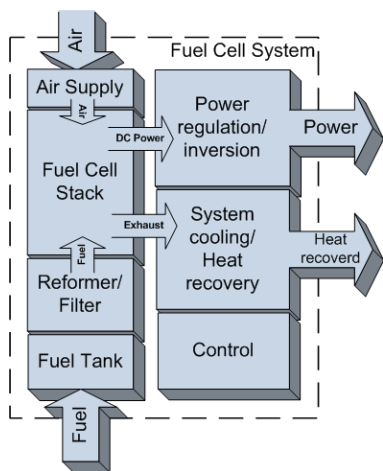 Air
Fuel Cell System
Air Supply
Air
Power
regulation/
inversion
Power
DC Power
Fuel Cell
Stack
Exhaust
System
cooling/
Heat
recovery
Heat
recoverd
Fuel
Reformer/
Filter
Control
Fuel Tank
Fuel